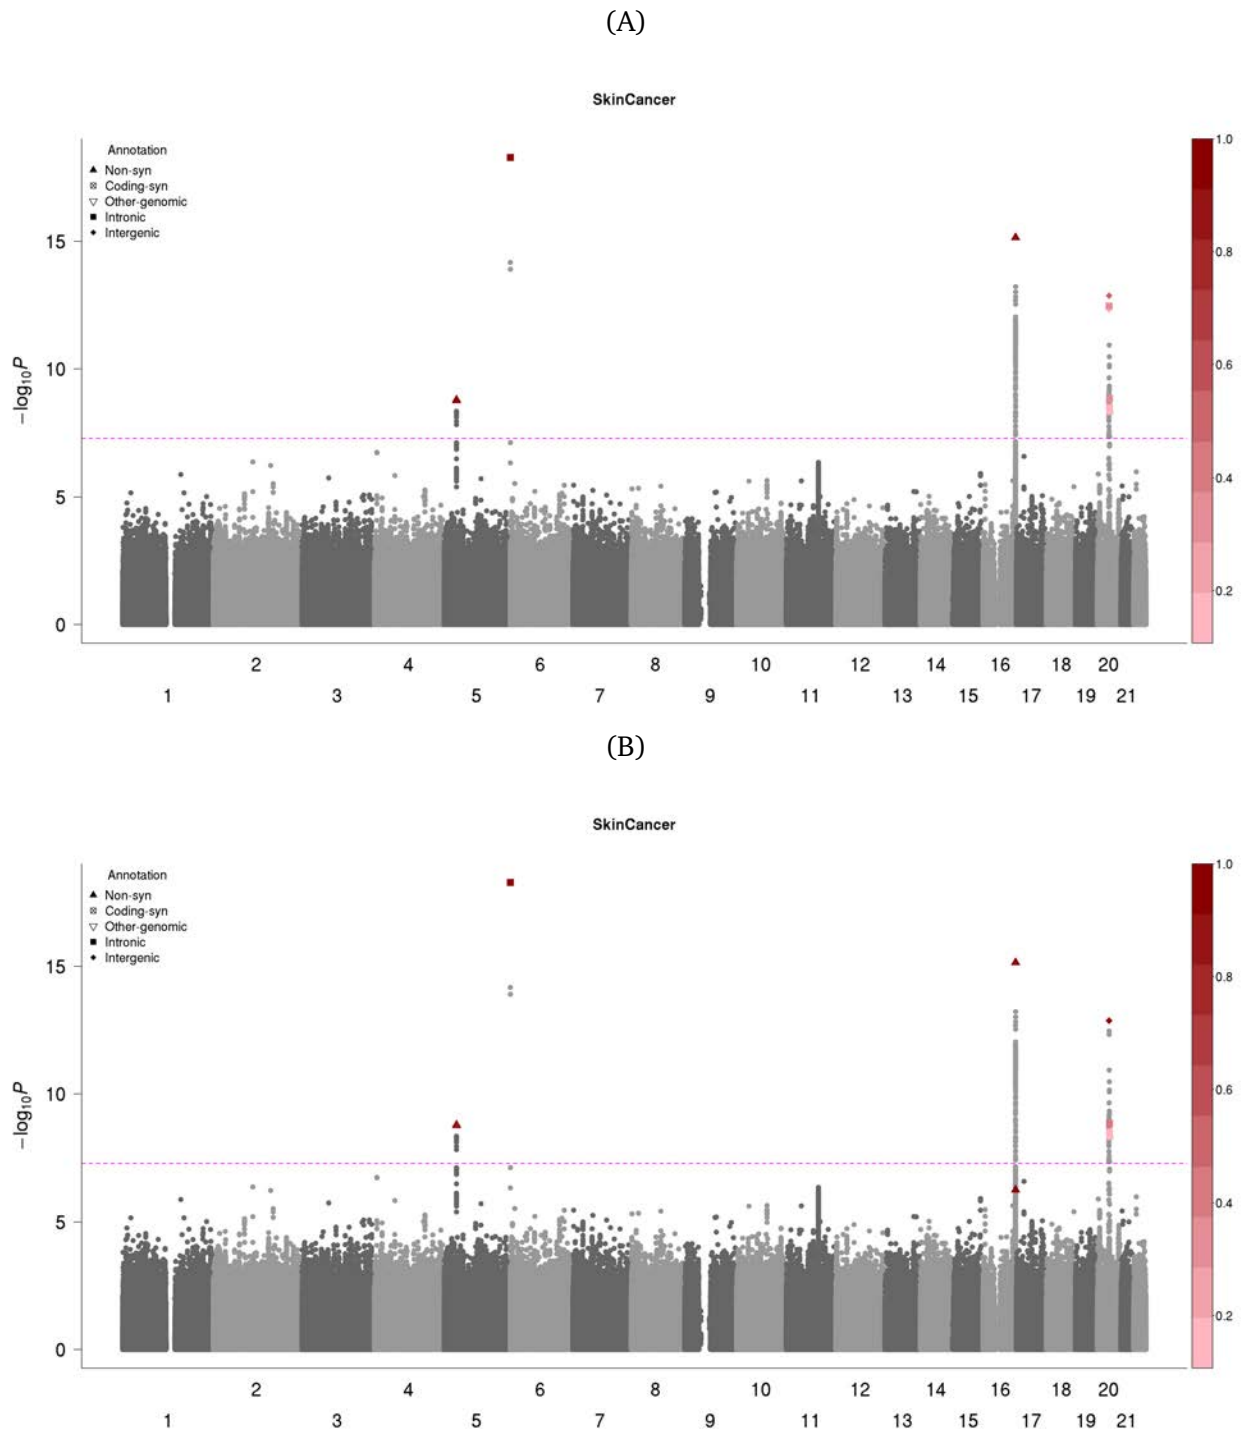 (A)
SkinCancer
Annotation
Non-syn
Coding-syn
Other-genomic
Intronic
Intergenic
−log10P
15
10
5
0
1.0
0.8
0.6
0.4
0.2
2 4 6 8 10 12 14 16 18 20
1 3 5 7 9 11 13 15 17 19 21
(B)
SkinCancer
Annotation
Non-syn
Coding-syn
Other-genomic
Intronic
Intergenic
−log10P
15
10
5
0
1.0
0.8
0.6
0.4
0.2
2 4 6 8 10 12 14 16 18 20
1 3 5 7 9 11 13 15 17 19 21